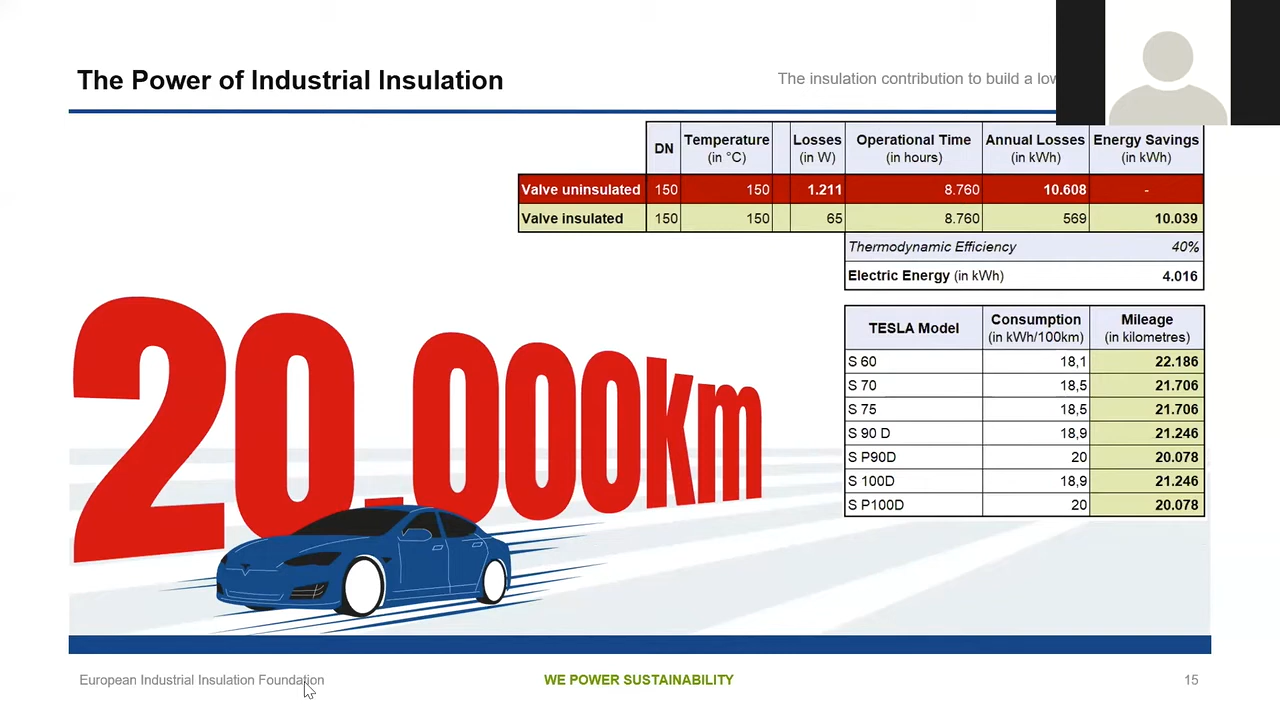 The Power of Industrial Insulation
The insulation contribution to build a low
DN Temperature (in °C) Losses (in W) Operational Time (in hours) Annual Losses (in kWh) Energy Savings (in kWh)
Valve uninsulated 150 150 1.211 8.760 10.608 -
Valve insulated 150 150 65 8.760 569 10.039
Thermodynamic Efficiency 40%
Electric Energy (in kWh) 4.016
TESLA Model Consumption (in kWh/100km) Mileage (in kilometres)
S 60 18,1 22.186
S 70 18,5 21.706
S 75 18,5 21.706
S 90 D 18,9 21.246
S P90D 20 20.078
S 100D 18,9 21.246
S P100D 20 20.078
20.000km
European Industrial Insulation Foundation
WE POWER SUSTAINABILITY
15